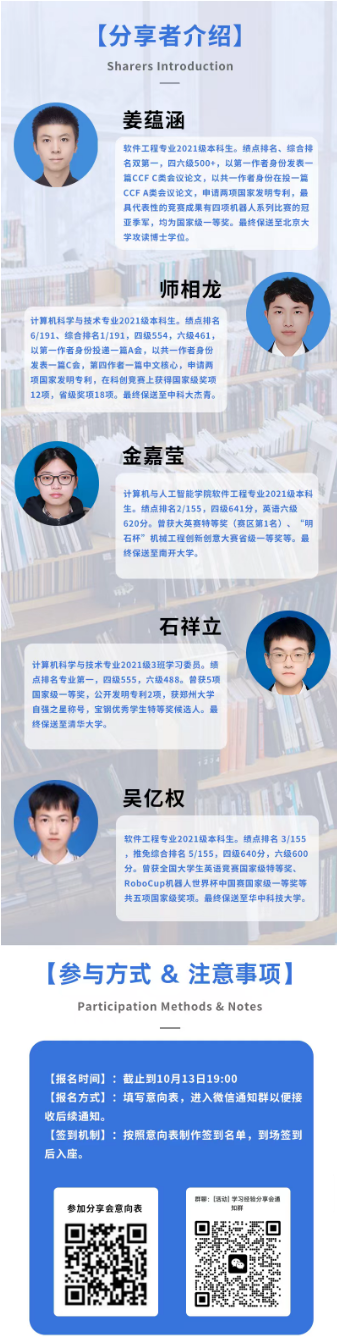 【分享者介绍】
Sharers Introduction
姜蕴涵
软件工程专业2021级本科生。绩点排名、综合排
名双第一，四六级500+，以第一作者身份发表一
篇CCF C类会议论文，以共一作者身份在投一篇
CCF A类会议论文，申请两项国家发明专利，最
具代表性的竞赛成果有四项机器人系列比赛的冠
亚季军，均为国家级一等奖。最终保送至北京大
学攻读博士学位。
师相龙
计算机科学与技术专业2021级本科生。绩点排名
6/191、综合排名1/191，四级554，六级461，
以第一作者身份投递一篇A会，以共一作者身份
发表一篇C会，第四作者一篇中文核心，申请两
项国家发明专利，在科创竞赛上获得国家级奖项
12项，省级奖项18项。最终保送至中科大杰青。
金嘉莹
计算机与人工智能学院软件工程专业2021级本科
生。绩点排名2/155，四级641分，英语六级
620分。曾获大英赛特等奖（赛区第1名）、“明
石杯”机械工程创新创意大赛省级一等奖等。最
终保送至南开大学。
石祥立
计算机科学与技术专业2021级3班学习委员。绩
点排名专业第一，四级555，六级488。曾获5项
国家级一等奖，公开发明专利2项，获郑州大学
自强之星称号，宝钢优秀学生特等奖候选人。最
终保送至清华大学。
吴亿权
软件工程专业2021级本科生。绩点排名 3/155
，推免综合排名 5/155，四级640分，六级600
分。曾获全国大学生英语竞赛国家级特等奖、
RoboCup机器人世界杯中国赛国家级一等奖等
共五项国家级奖项。最终保送至华中科技大学。
【参与方式 & 注意事项】
Participation Methods & Notes
【报名时间】：截止到10月13日19:00
【报名方式】：填写意向表，进入微信通知群以便接
收后续通知。
【签到机制】：按照意向表制作签到名单，到场签到
后入座。
参加分享会意向表
群聊：[活动] 学习经验分享会通
知群